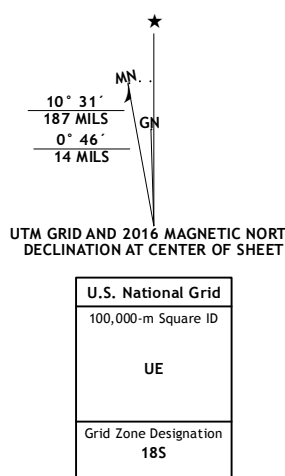 MN
10° 31´
187 MILS
GN
0° 46´
14 MILS
UTM GRID AND 2016 MAGNETIC NORT
DECLINATION AT CENTER OF SHEET
U.S. National Grid
100,000-m Square ID
UE
Grid Zone Designation
18S